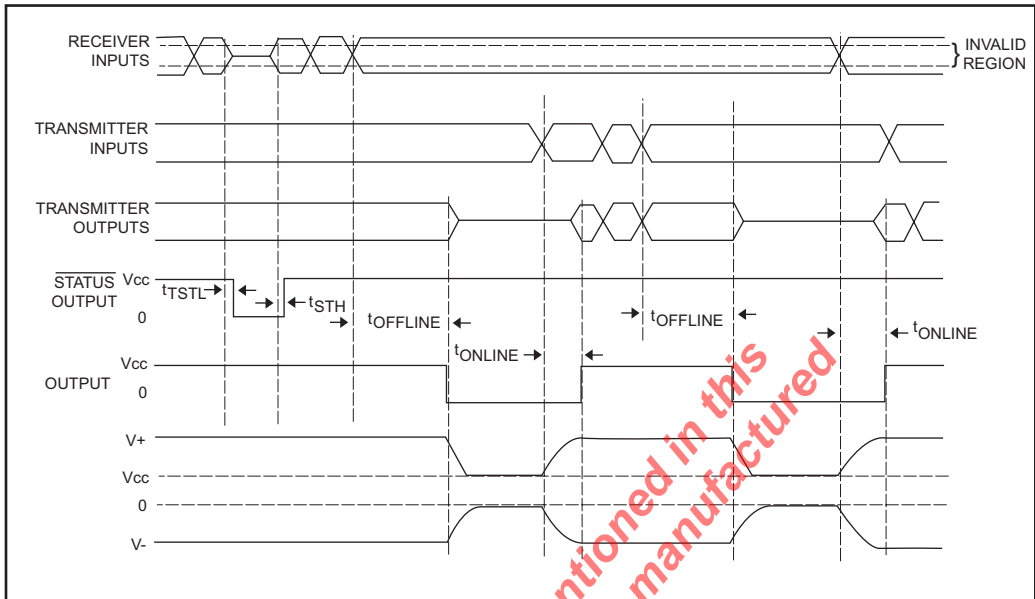 RECEIVER
INPUTS
} INVALID
REGION
TRANSMITTER
INPUTS
TRANSMITTER
OUTPUTS
STATUS
OUTPUT
Vcc
0
tTSTL
tSTH
tOFFLINE
tONLINE
tOFFLINE
tONLINE
OUTPUT
Vcc
0
V+
Vcc
0
V-
ntioned in this
manufactured